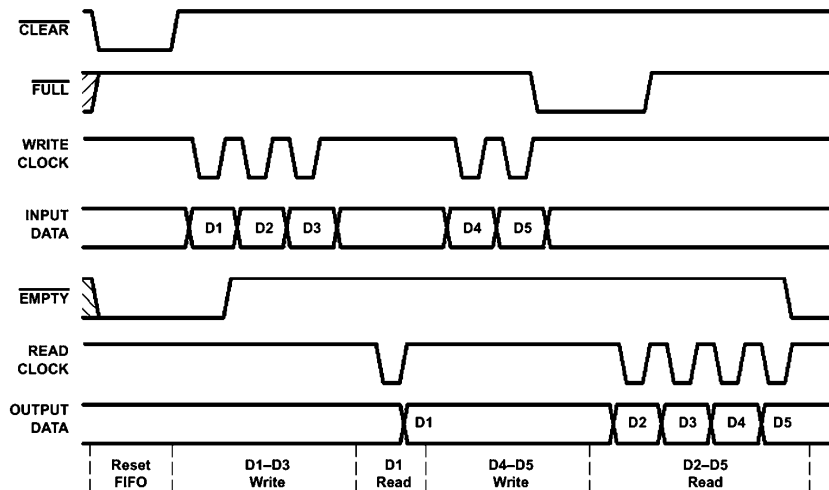 CLEAR
FULL
WRITE
CLOCK
INPUT
DATA
D1 D2 D3 D4 D5
EMPTY
READ
CLOCK
OUTPUT
DATA
D1 D2 D3 D4 D5
Reset
FIFO
D1–D3
Write
D1
Read
D4–D5
Write
D2–D5
Read